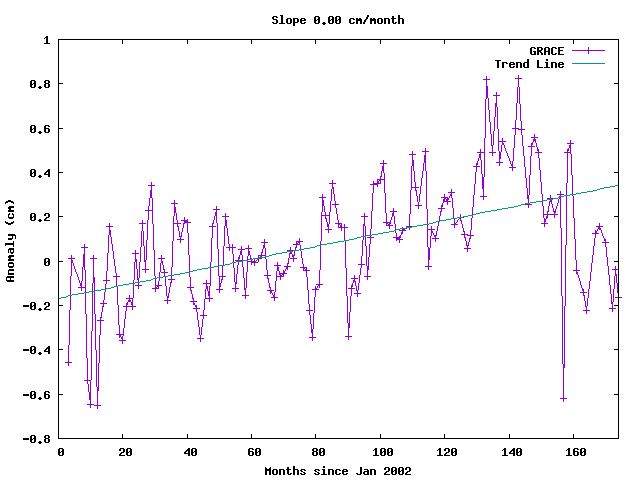 Slope 0.00 cm/month
GRACE
Trend Line
1
0.8
0.6
0.4
0.2
0
-0.2
-0.4
-0.6
-0.8
Anomaly (cm)
0 20 40 60 80 100 120 140 160
Months since Jan 2002